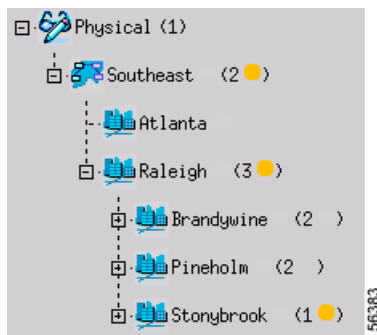 Physical (1)
Southeast (2 )
Atlanta
Raleigh (3 )
Brandywine (2 )
Pineholm (2 )
Stonybrook (1 )
56383